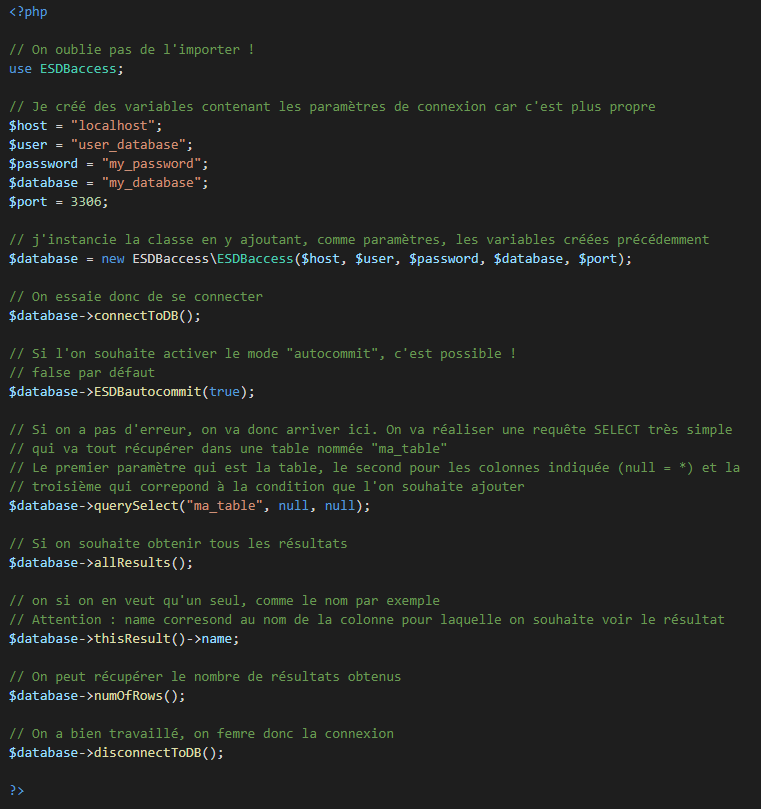 <?php
// On oublie pas de l'importer !
use ESDBaccess;
// Je créé des variables contenant les paramètres de connexion car c'est plus propre
$host = "localhost";
$user = "user_database";
$password = "my_password";
$database = "my_database";
$port = 3306;
// j'instancie la classe en y ajoutant, comme paramètres, les variables créées précédemment
$database = new ESDBaccess\ESDBaccess($host, $user, $password, $database, $port);
// On essaie donc de se connecter
$database->connectToDB();
// Si l'on souhaite activer le mode "autocommit", c'est possible !
// false par défaut
$database->ESDBautocommit(true);
// Si on a pas d'erreur, on va donc arriver ici. On va réaliser une requête SELECT très simple
// qui va tout récupérer dans une table nommée "ma_table"
// Le premier paramètre qui est la table, le second pour les colonnes indiquée (null = *) et la
// troisième qui correpond à la condition que l'on souhaite ajouter
$database->querySelect("ma_table", null, null);
// Si on souhaite obtenir tous les résultats
$database->allResults();
// on si on en veut qu'un seul, comme le nom par exemple
// Attention : name corresond au nom de la colonne pour laquelle on souhaite voir le résultat
$database->thisResult()->name;
// On peut récupérer le nombre de résultats obtenus
$database->numOfRows();
// On a bien travaillé, on femre donc la connexion
$database->disconnectToDB();
?>